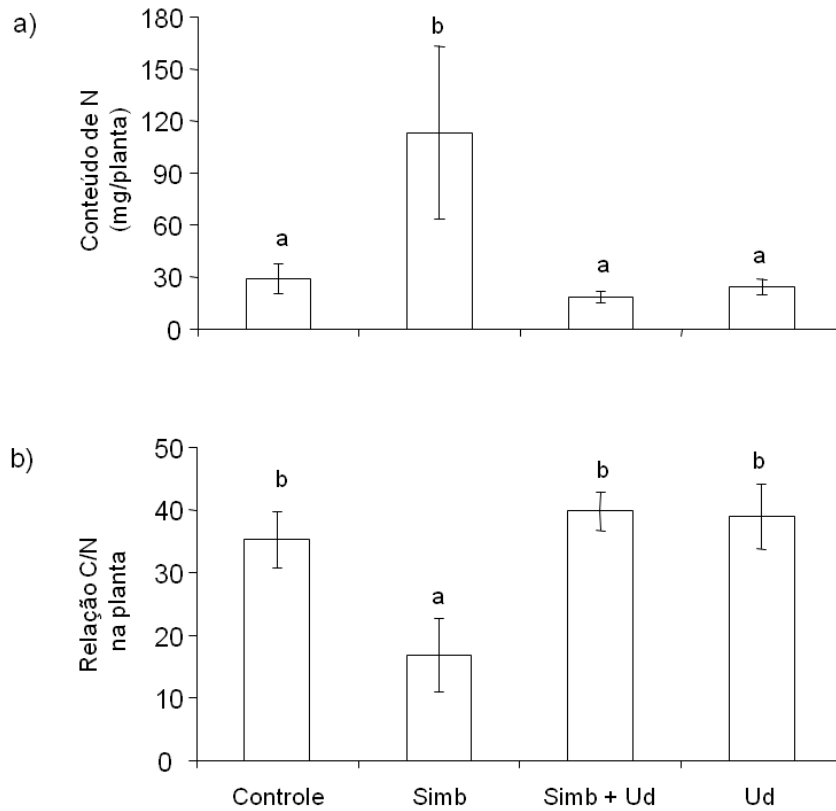 a)
Conteúdo de N
(mg/planta)
180
150
120
90
60
30
0
a
b
a
a
b)
Relação C/N
na planta
50
40
30
20
10
0
b
a
b
b
Controle
Simb
Simb + Ud
Ud